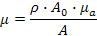 μ = ρ · A₀ · μₐ / A